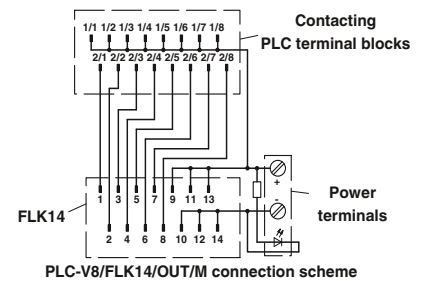 Contacting
PLC terminal blocks
1/1 1/2 1/3 1/4 1/5 1/6 1/7 1/8
2/1 2/2 2/3 2/4 2/5 2/6 2/7 2/8
+
-
Power
terminals
1 3 5 7 9 11 13
FLK14
2 4 6 8 10 12 14
PLC-V8/FLK14/OUT/M connection scheme